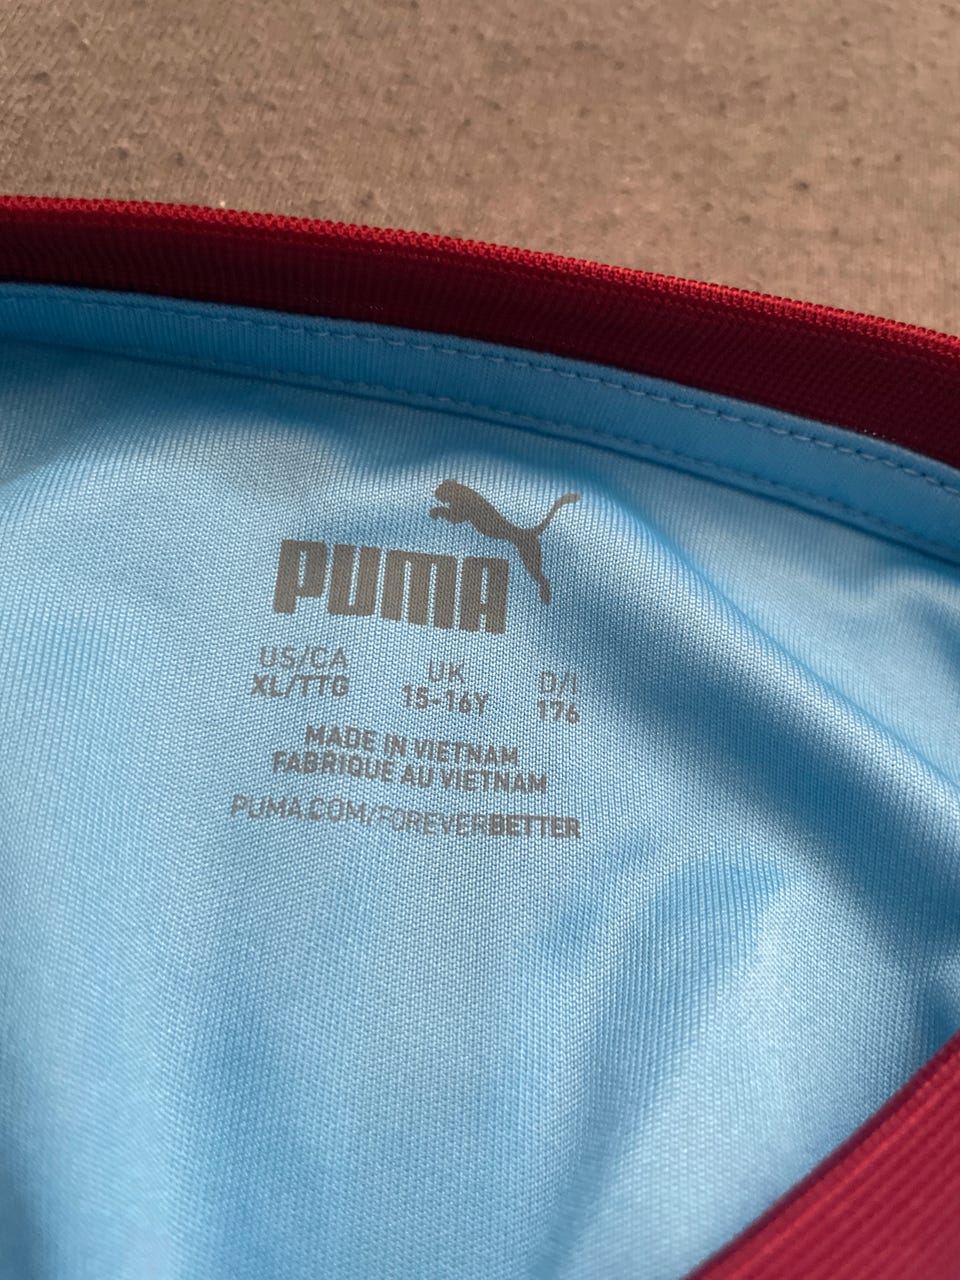 PUMA
US/CA UK D/I
XL/TTG 15-16Y 176
MADE IN VIETNAM
FABRIQUE AU VIETNAM
PUMA.COM/FOREVERBETTER